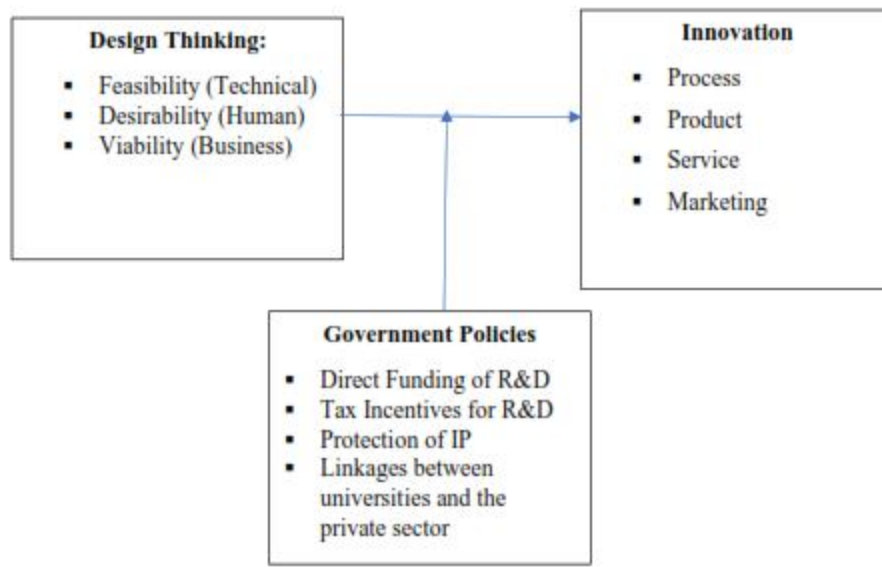 Design Thinking:
▪ Feasibility (Technical)
▪ Desirability (Human)
▪ Viability (Business)
Innovation
▪ Process
▪ Product
▪ Service
▪ Marketing
Government Policies
▪ Direct Funding of R&D
▪ Tax Incentives for R&D
▪ Protection of IP
▪ Linkages between
universities and the
private sector